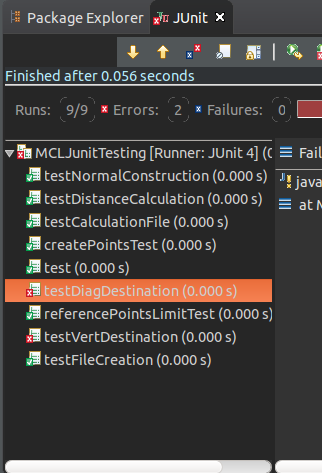 Package Explorer JUnit
Finished after 0.056 seconds
Runs: 9/9 Errors: 2 Failures: 0
MCLJunitTesting [Runner: JUnit 4] (0
testNormalConstruction (0.000 s)
testDistanceCalculation (0.000 s)
testCalculationFile (0.000 s)
createPointsTest (0.000 s)
test (0.000 s)
testDiagDestination (0.000 s)
referencePointsLimitTest (0.000 s)
testVertDestination (0.000 s)
testFileCreation (0.000 s)
Fail
java
at M